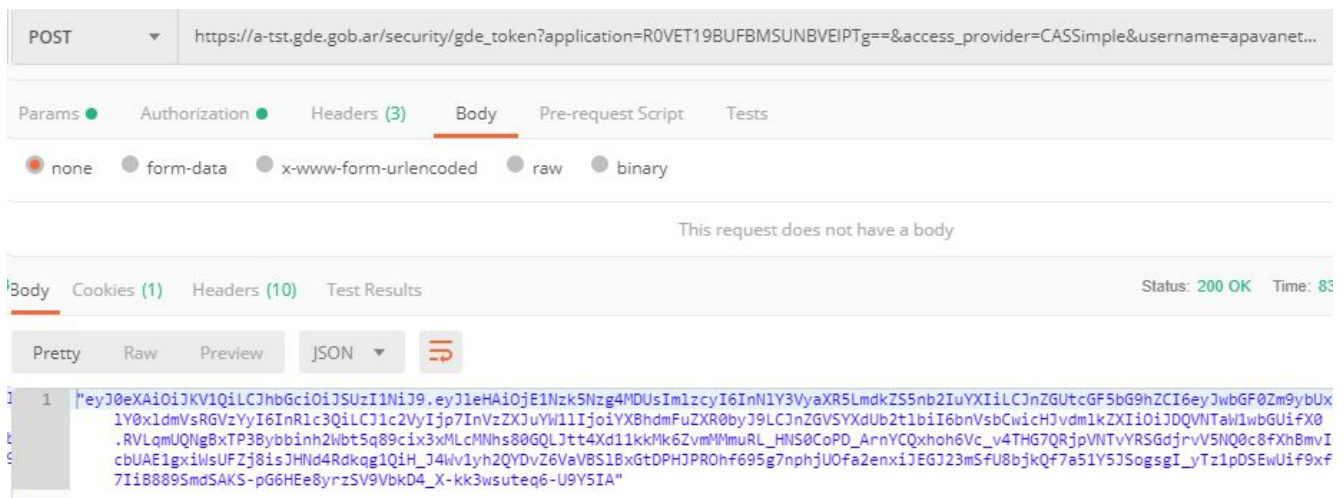 POST https://a-tst.gde.gob.ar/security/gde_token?application=R0VET19BUFBMSUNBVElPTg==&access_provider=CASSimple&username=apavanet...
Params Authorization Headers (3) Body Pre-request Script Tests
none form-data x-www-form-urlencoded raw binary
This request does not have a body
Body Cookies (1) Headers (10) Test Results Status: 200 OK Time: 83
Pretty Raw Preview JSON
1 "eyJ0eXAiOiJKV1QiLCJhbGciOiJSUzI1NiJ9.eyJleHAiOjE1Nzk5Nzg4MDUsImlzcyI6InNlY3VyaXR5LmdkZS5nb2IuYXIiLCJnZGUtcGF5bG9hZCI6eyJwbGF0Zm9ybUx
lY0xldmVsRGVzYyI6InRlc3QiLCJ1c2VyIjp7InVzZXJuYW1lIjoiYXBhdmFuZXR0byJ9LCJnZGVSYXdUb2tlbiI6bnVsbCwicHJvdmlkZXIiOiJDQVNTaW1wbGUifX0
.RVLqmUQNgBxTP3Bybbinh2Wbt5q89cix3xMLcMNhs80GQLJtt4Xd11kkMk6ZvmMMmuRL_HNS0CoPD_ArnYCQxhoh6Vc_v4THG7QRjpVNTvYRSGdjrvV5NQ0c8fXhBmvI
cbUAE1gxiWsUFZj8isJHNd4Rdkqg1QiH_J4Wv1yh2QYDvZ6VaVBS1BxGtDPHJPROhf695g7nphjUOfa2enxiJEGJ23mSfU8bjkQf7a51Y5JSogsgI_yTz1pDSEwUif9xf
7IiB889SmdSAKS-pG6HEe8yrzSV9VbkD4_X-kk3wsuteq6-U9Y5IA"